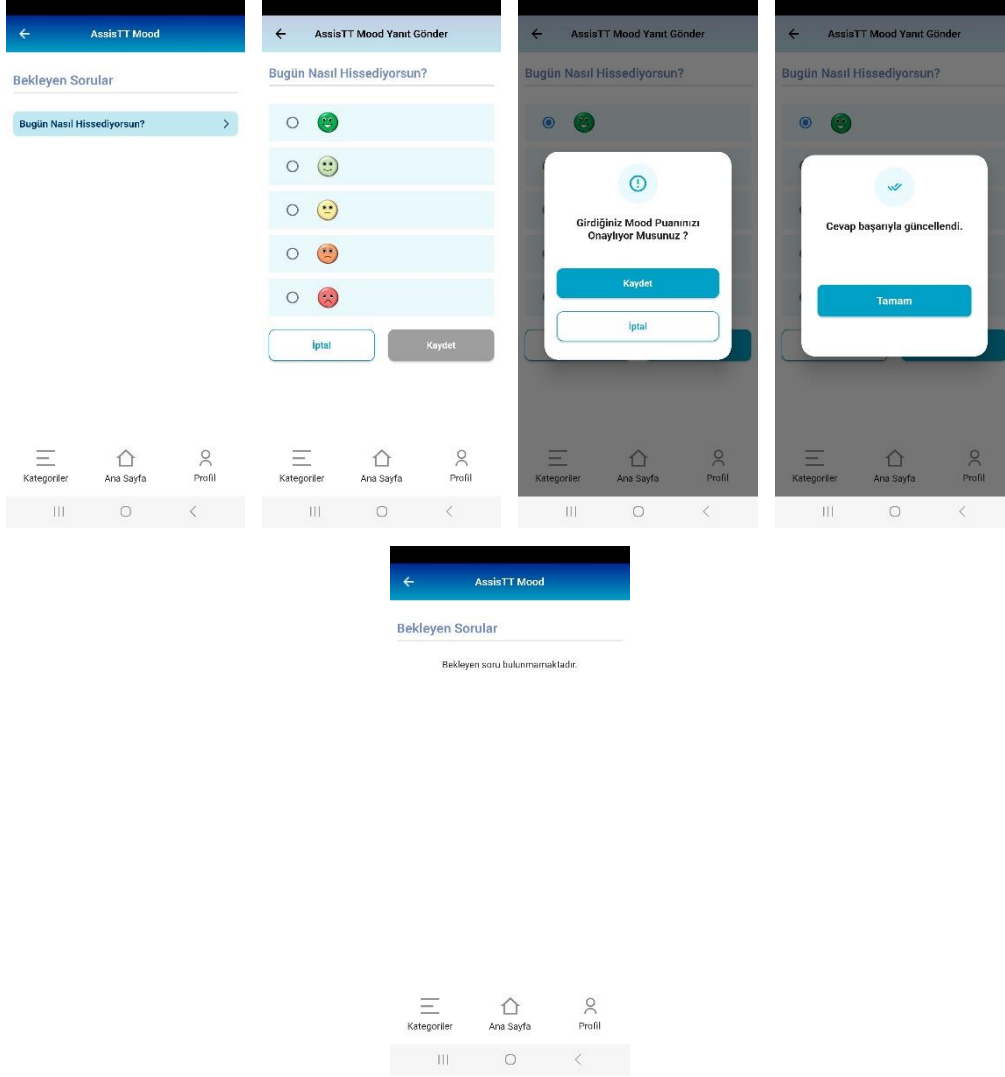 AssisTT Mood
Bekleyen Sorular
Bugün Nasıl Hissediyorsun?
Kategoriler
Ana Sayfa
Profil
AssisTT Mood Yanıt Gönder
Bugün Nasıl Hissediyorsun?
İptal
Kaydet
Kategoriler
Ana Sayfa
Profil
AssisTT Mood Yanıt Gönder
Bugün Nasıl Hissediyorsun?
Girdiğiniz Mood Puanınızı
Onaylıyor Musunuz ?
Kaydet
İptal
Kategoriler
Ana Sayfa
Profil
AssisTT Mood Yanıt Gönder
Bugün Nasıl Hissediyorsun?
Cevap başarıyla güncellendi.
Tamam
Kategoriler
Ana Sayfa
Profil
AssisTT Mood
Bekleyen Sorular
Bekleyen soru bulunmamaktadır.
Kategoriler
Ana Sayfa
Profil